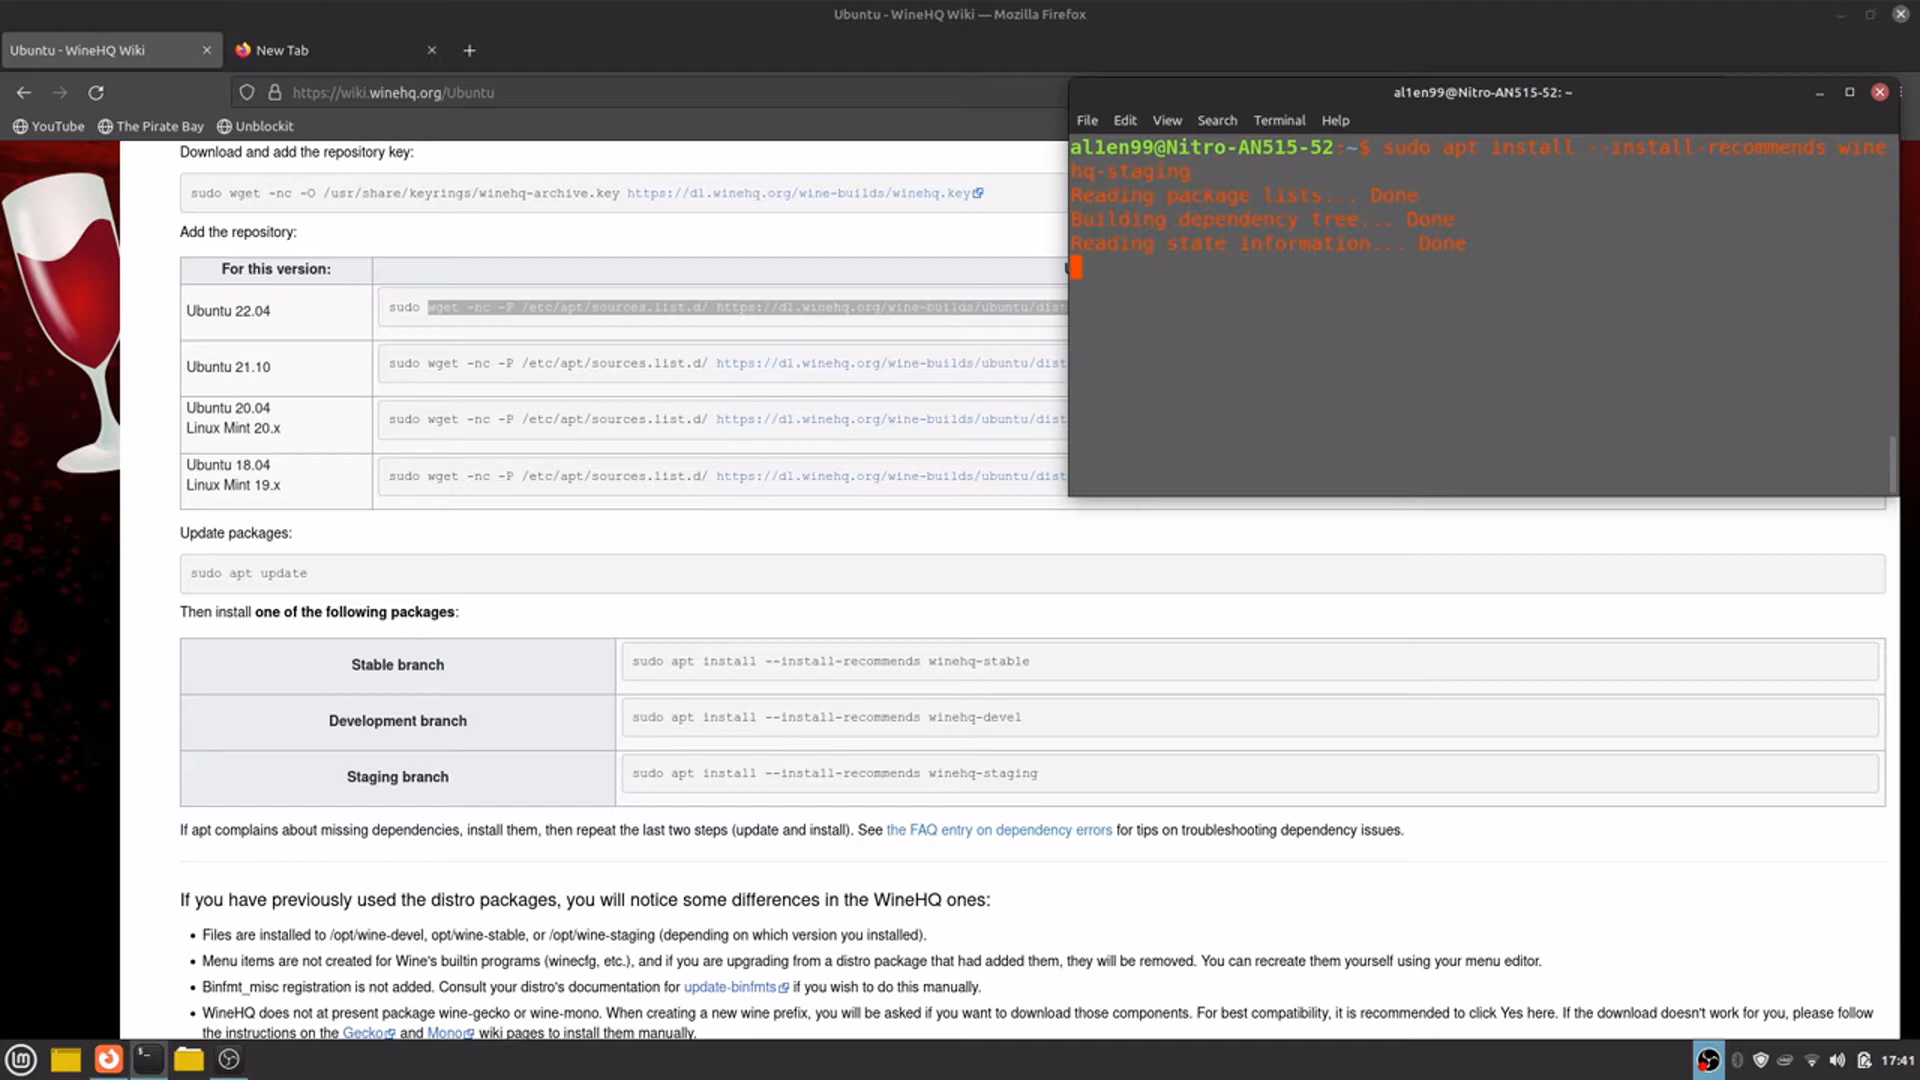 Ubuntu - WineHQ Wiki — Mozilla Firefox
Ubuntu - WineHQ Wiki
New Tab
https://wiki.winehq.org/Ubuntu
YouTube
The Pirate Bay
Unblockit
Download and add the repository key:
sudo wget -nc -O /usr/share/keyrings/winehq-archive.key https://dl.winehq.org/wine-builds/winehq.key
Add the repository:
For this version:
Ubuntu 22.04
sudo wget -nc -P /etc/apt/sources.list.d/ https://dl.winehq.org/wine-builds/ubuntu/dist
Ubuntu 21.10
sudo wget -nc -P /etc/apt/sources.list.d/ https://dl.winehq.org/wine-builds/ubuntu/dist
Ubuntu 20.04
Linux Mint 20.x
sudo wget -nc -P /etc/apt/sources.list.d/ https://dl.winehq.org/wine-builds/ubuntu/dist
Ubuntu 18.04
Linux Mint 19.x
sudo wget -nc -P /etc/apt/sources.list.d/ https://dl.winehq.org/wine-builds/ubuntu/dist
al1en99@Nitro-AN515-52: ~
File Edit View Search Terminal Help
al1en99@Nitro-AN515-52:~$ sudo apt install --install-recommends wine
hq-staging
Reading package lists... Done
Building dependency tree... Done
Reading state information... Done
Update packages:
sudo apt update
Then install one of the following packages:
Stable branch
sudo apt install --install-recommends winehq-stable
Development branch
sudo apt install --install-recommends winehq-devel
Staging branch
sudo apt install --install-recommends winehq-staging
If apt complains about missing dependencies, install them, then repeat the last two steps (update and install). See the FAQ entry on dependency errors for tips on troubleshooting dependency issues.
If you have previously used the distro packages, you will notice some differences in the WineHQ ones:
• Files are installed to /opt/wine-devel, opt/wine-stable, or /opt/wine-staging (depending on which version you installed).
• Menu items are not created for Wine's builtin programs (winecfg, etc.), and if you are upgrading from a distro package that had added them, they will be removed. You can recreate them yourself using your menu editor.
• Binfmt_misc registration is not added. Consult your distro's documentation for update-binfmts if you wish to do this manually.
• WineHQ does not at present package wine-gecko or wine-mono. When creating a new wine prefix, you will be asked if you want to download those components. For best compatibility, it is recommended to click Yes here. If the download doesn't work for you, please follow
the instructions on the Gecko and Mono wiki pages to install them manually.
17:41